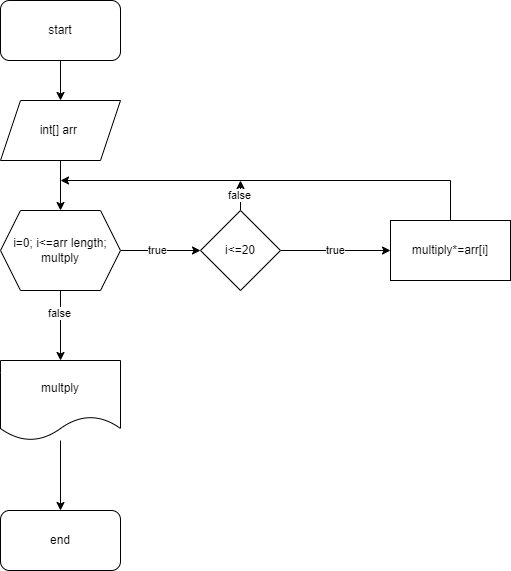 start
int[] arr
false
i=0; i<=arr length;
multply
true
i<=20
true
multiply*=arr[i]
false
multply
end